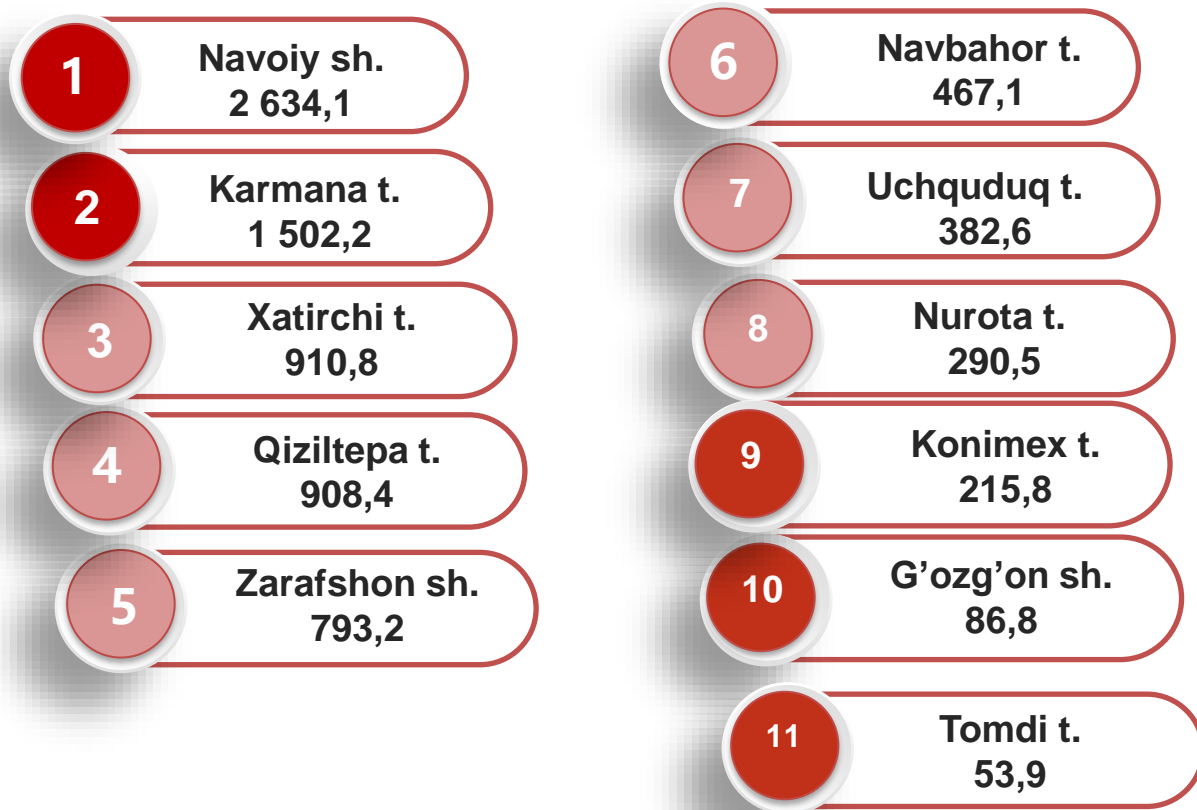 1
Navoiy sh.
2 634,1
2
Karmana t.
1 502,2
3
Xatirchi t.
910,8
4
Qiziltepa t.
908,4
5
Zarafshon sh.
793,2
6
Navbahor t.
467,1
7
Uchquduq t.
382,6
8
Nurota t.
290,5
9
Konimex t.
215,8
10
G’ozg’on sh.
86,8
11
Tomdi t.
53,9